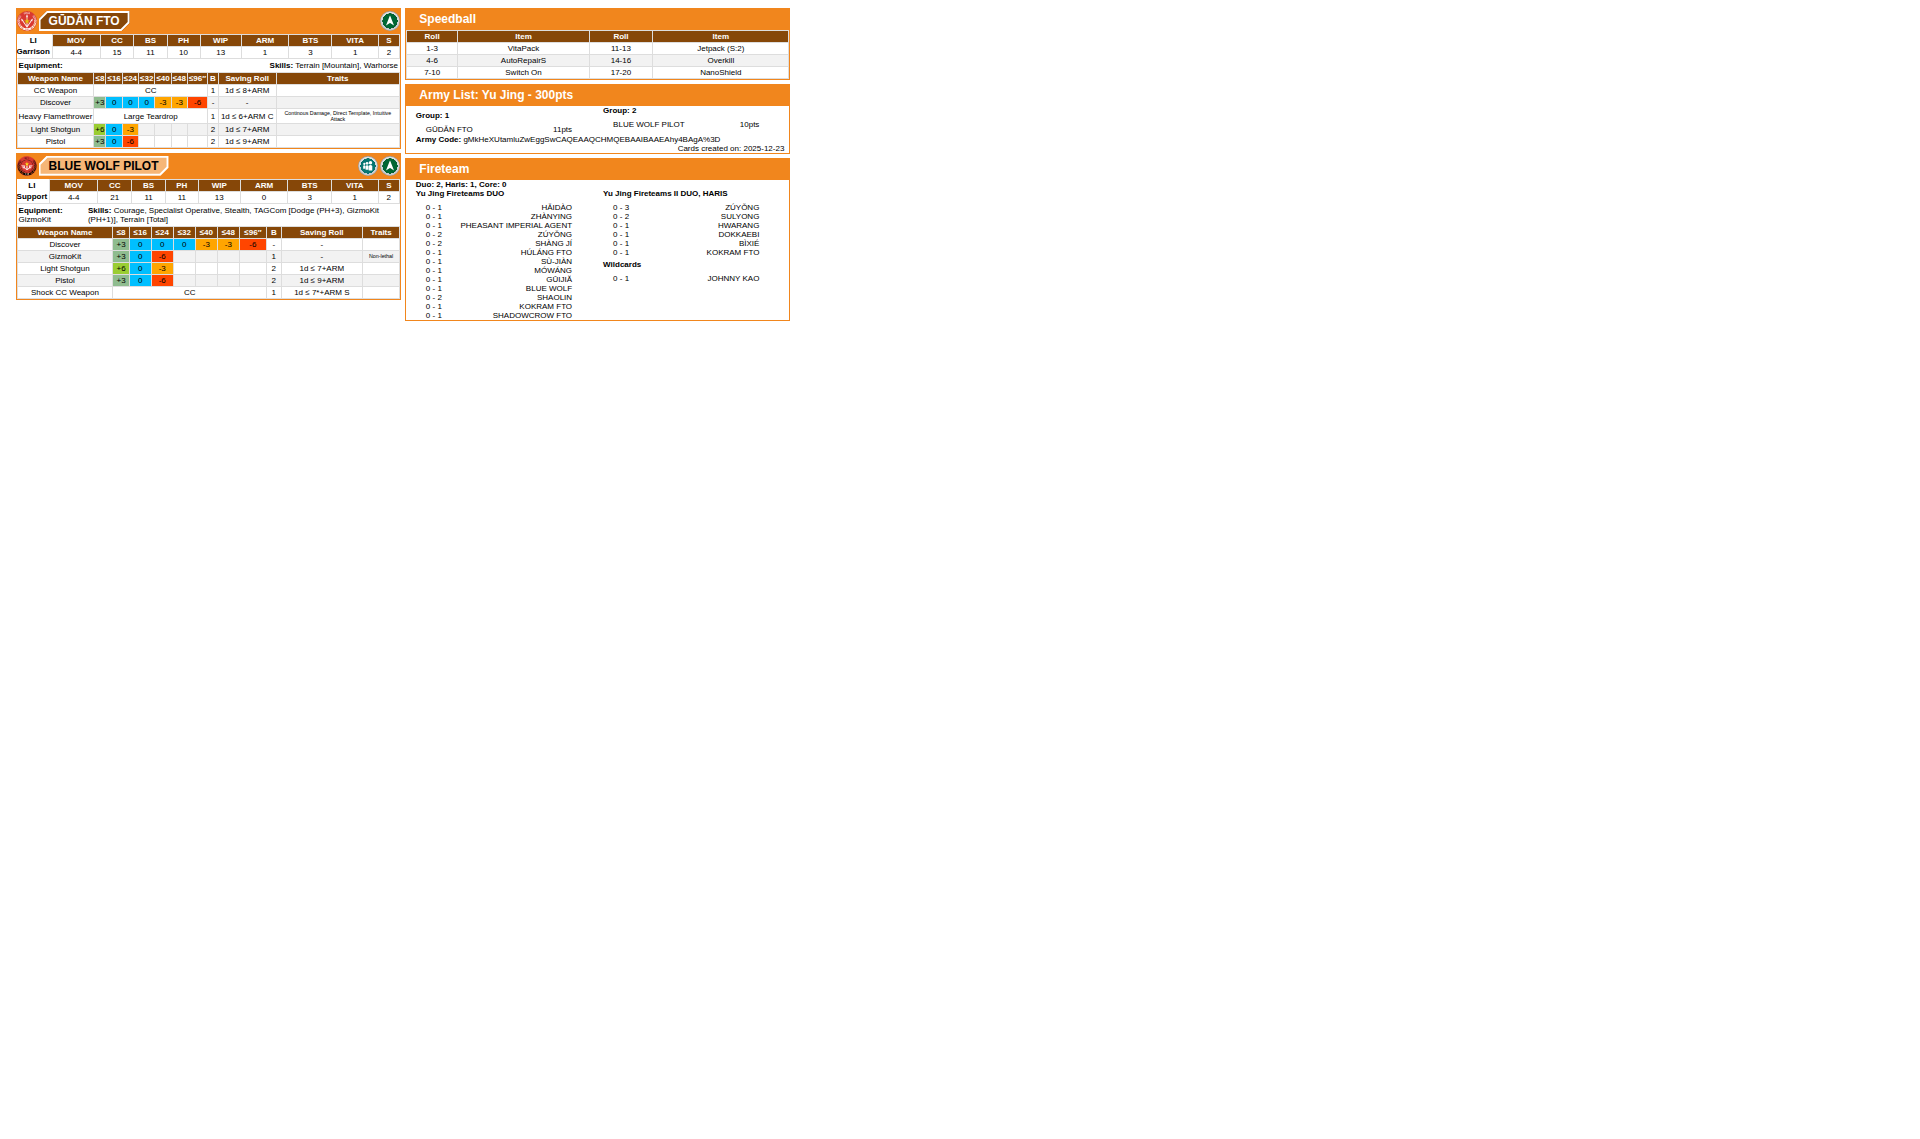 GŬDĂN FTO
LI MOV CC BS PH WIP ARM BTS VITA S
Garrison 4-4 15 11 10 13 1 3 1 2
Equipment: Skills: Terrain [Mountain], Warhorse
Weapon Name ≤8 ≤16 ≤24 ≤32 ≤40 ≤48 ≤96" B Saving Roll Traits
CC Weapon CC 1 1d ≤ 8+ARM
Discover +3 0 0 0 -3 -3 -6 - -
Heavy Flamethrower Large Teardrop 1 1d ≤ 6+ARM C Continous Damage, Direct Template, Intuitive Attack
Light Shotgun +6 0 -3 2 1d ≤ 7+ARM
Pistol +3 0 -6 2 1d ≤ 9+ARM
BLUE WOLF PILOT
LI MOV CC BS PH WIP ARM BTS VITA S
Support 4-4 21 11 11 13 0 3 1 2
Equipment: GizmoKit
Skills: Courage, Specialist Operative, Stealth, TAGCom [Dodge (PH+3), GizmoKit
(PH+1)], Terrain [Total]
Weapon Name ≤8 ≤16 ≤24 ≤32 ≤40 ≤48 ≤96" B Saving Roll Traits
Discover +3 0 0 0 -3 -3 -6 - -
GizmoKit +3 0 -6 1 - Non-lethal
Light Shotgun +6 0 -3 2 1d ≤ 7+ARM
Pistol +3 0 -6 2 1d ≤ 9+ARM
Shock CC Weapon CC 1 1d ≤ 7*+ARM S
Speedball
Roll Item Roll Item
1-3 VitaPack 11-13 Jetpack (S:2)
4-6 AutoRepairS 14-16 Overkill
7-10 Switch On 17-20 NanoShield
Army List: Yu Jing - 300pts
Group: 1
GŬDĂN FTO 11pts
Group: 2
BLUE WOLF PILOT 10pts
Army Code: gMkHeXUtamluZwEggSwCAQEAAQCHMQEBAAIBAAEAhy4BAgA%3D
Cards created on: 2025-12-23
Fireteam
Duo: 2, Haris: 1, Core: 0
Yu Jing Fireteams DUO
0 - 1 HĂIDÀO
0 - 1 ZHÀNYING
0 - 1 PHEASANT IMPERIAL AGENT
0 - 2 ZÚYŎNG
0 - 2 SHÀNG JÍ
0 - 1 HÚLÁNG FTO
0 - 1 SÙ-JIÀN
0 - 1 MÓWÁNG
0 - 1 GŪIJIĂ
0 - 1 BLUE WOLF
0 - 2 SHAOLIN
0 - 1 KOKRAM FTO
0 - 1 SHADOWCROW FTO
Yu Jing Fireteams II DUO, HARIS
0 - 3 ZÚYŎNG
0 - 2 SULYONG
0 - 1 HWARANG
0 - 1 DOKKAEBI
0 - 1 BÌXIÉ
0 - 1 KOKRAM FTO
Wildcards
0 - 1 JOHNNY KAO